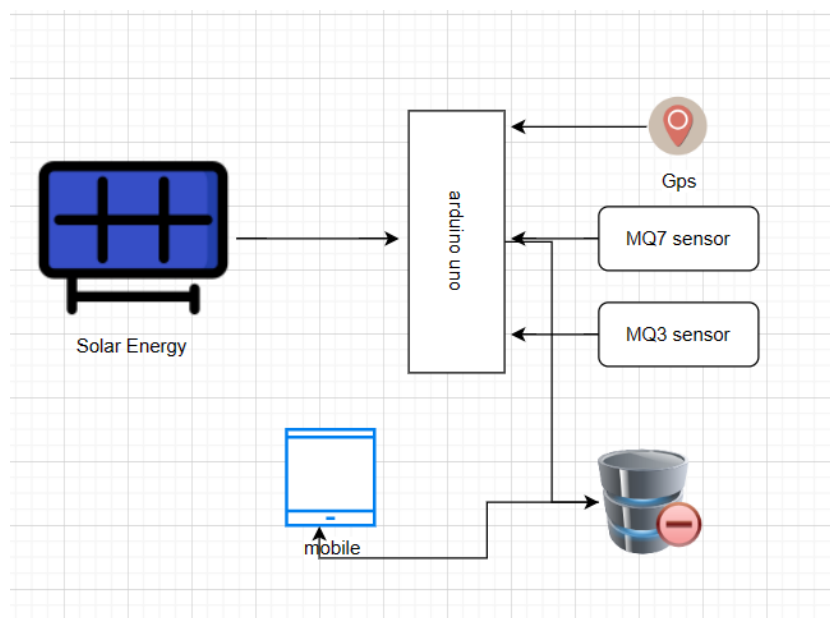 Gps
arduino uno
MQ7 sensor
MQ3 sensor
Solar Energy
mobile